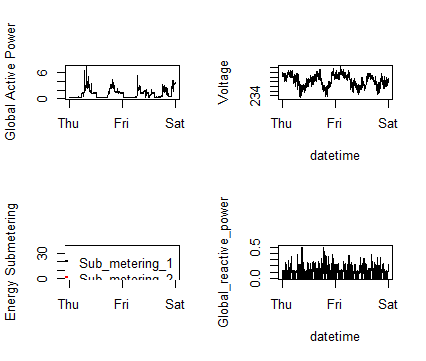 Global Active Power
6
0
Thu Fri Sat
Voltage
234
Thu Fri Sat
datetime
Energy Submetering
30
0
Sub_metering_1
Sub_metering_2
Thu Fri Sat
Global_reactive_power
0.5
0.0
Thu Fri Sat
datetime